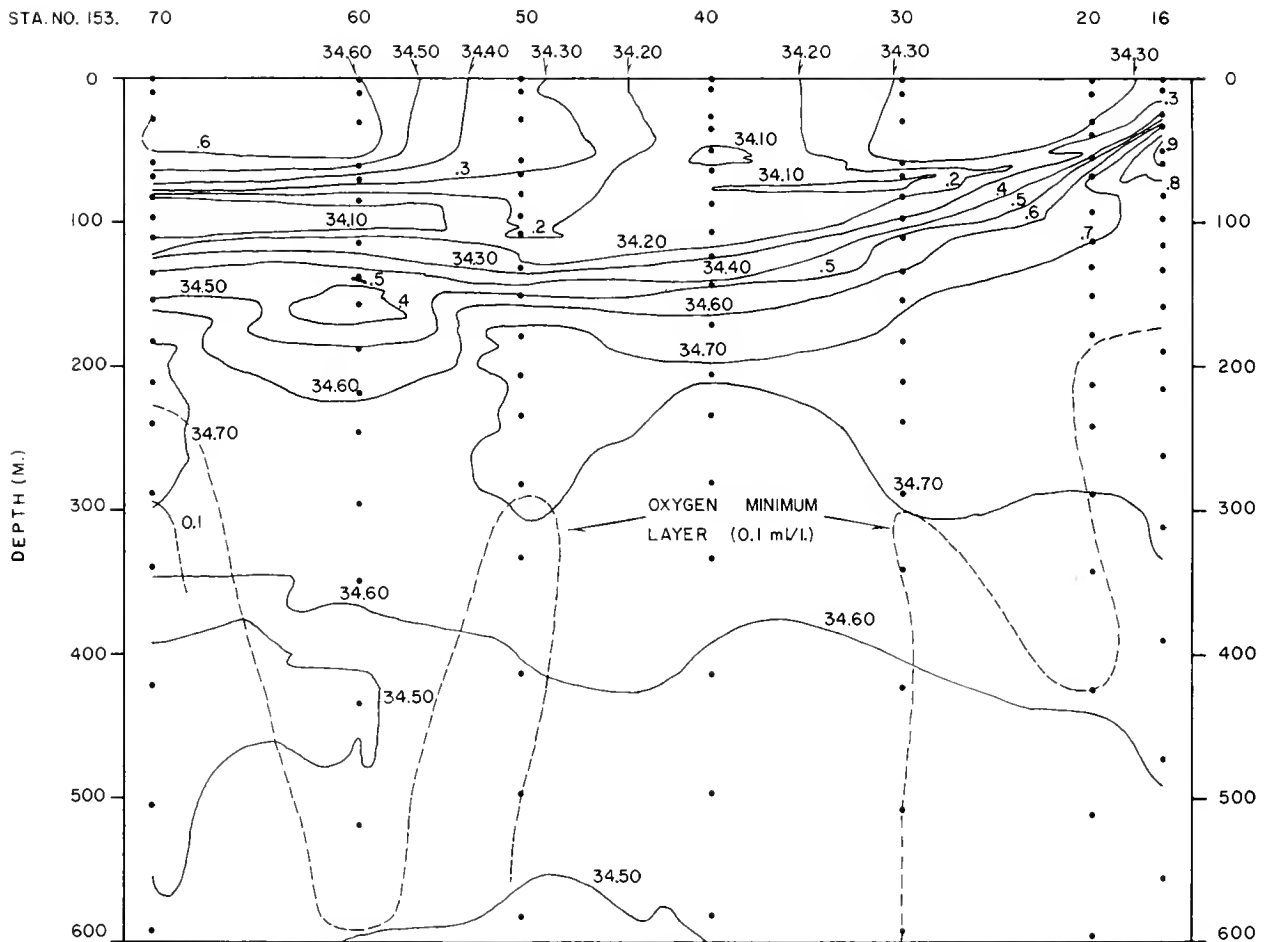 STA. NO. 153. 70 60 50 40 30 20 16
34.60 34.50 34.40 34.30 34.20 34.20 34.30 34.30
0 0
.3
34.10 .9
.6
.3 34.10 .2 .4 .8
.5
100 34.10 .2 34.20 .6 100
.7
34.30 34.40 .5
.5
34.50 .4 34.60
200 34.60 34.70 200
34.70
DEPTH (M.)
34.70
300 OXYGEN MINIMUM 300
0.1 LAYER (0.1 ml/l.)
34.60 34.60
400 400
34.50
500 500
34.50
600 600